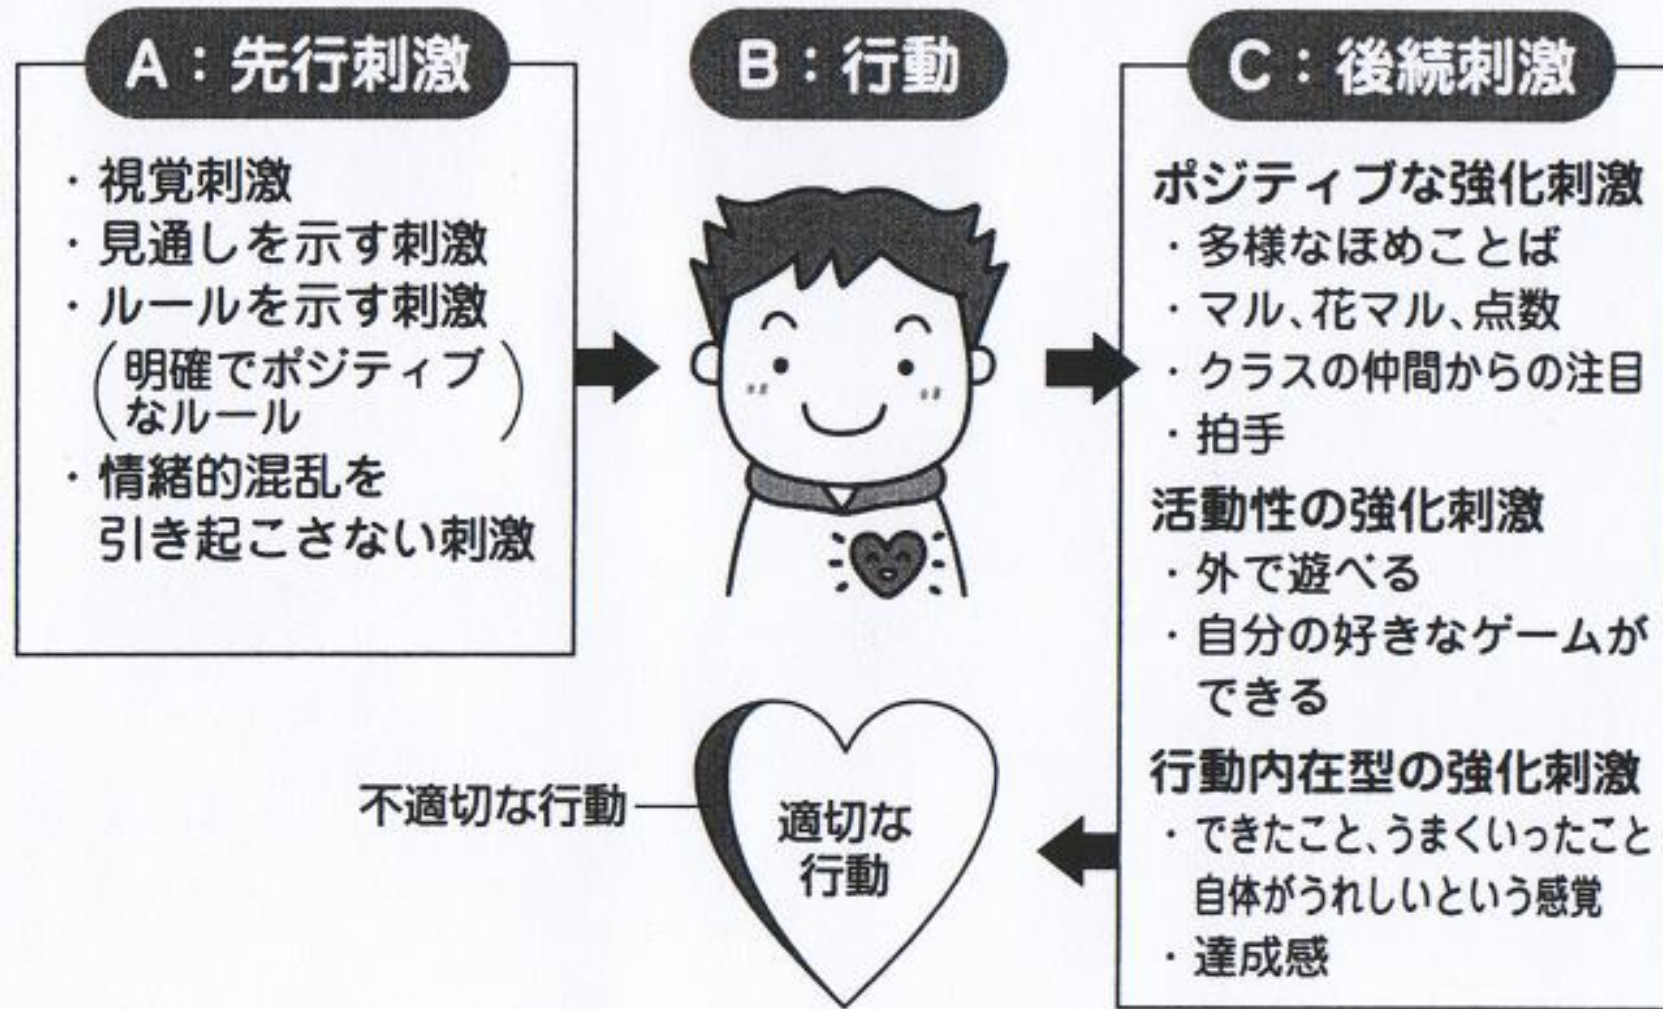 A：先行刺激
・視覚刺激
・見通しを示す刺激
・ルールを示す刺激
（明確でポジティブ
なルール）
・情緒的混乱を
引き起こさない刺激
B：行動
不適切な行動
適切な
行動
C：後続刺激
ポジティブな強化刺激
・多様なほめことば
・マル、花マル、点数
・クラスの仲間からの注目
・拍手
活動性の強化刺激
・外で遊べる
・自分の好きなゲームが
できる
行動内在型の強化刺激
・できたこと、うまくいったこと
自体がうれしいという感覚
・達成感